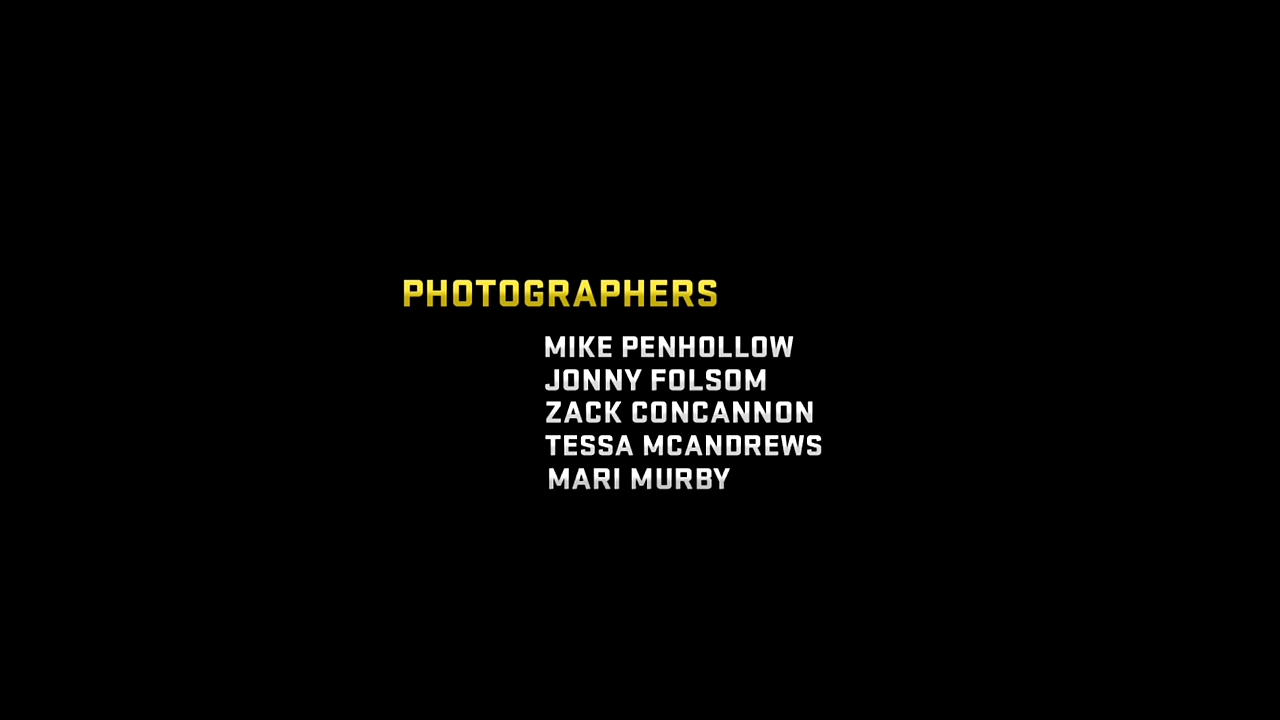 PHOTOGRAPHERS
MIKE PENHOLLOW
JONNY FOLSOM
ZACK CONCANNON
TESSA MCANDREWS
MARI MURBY